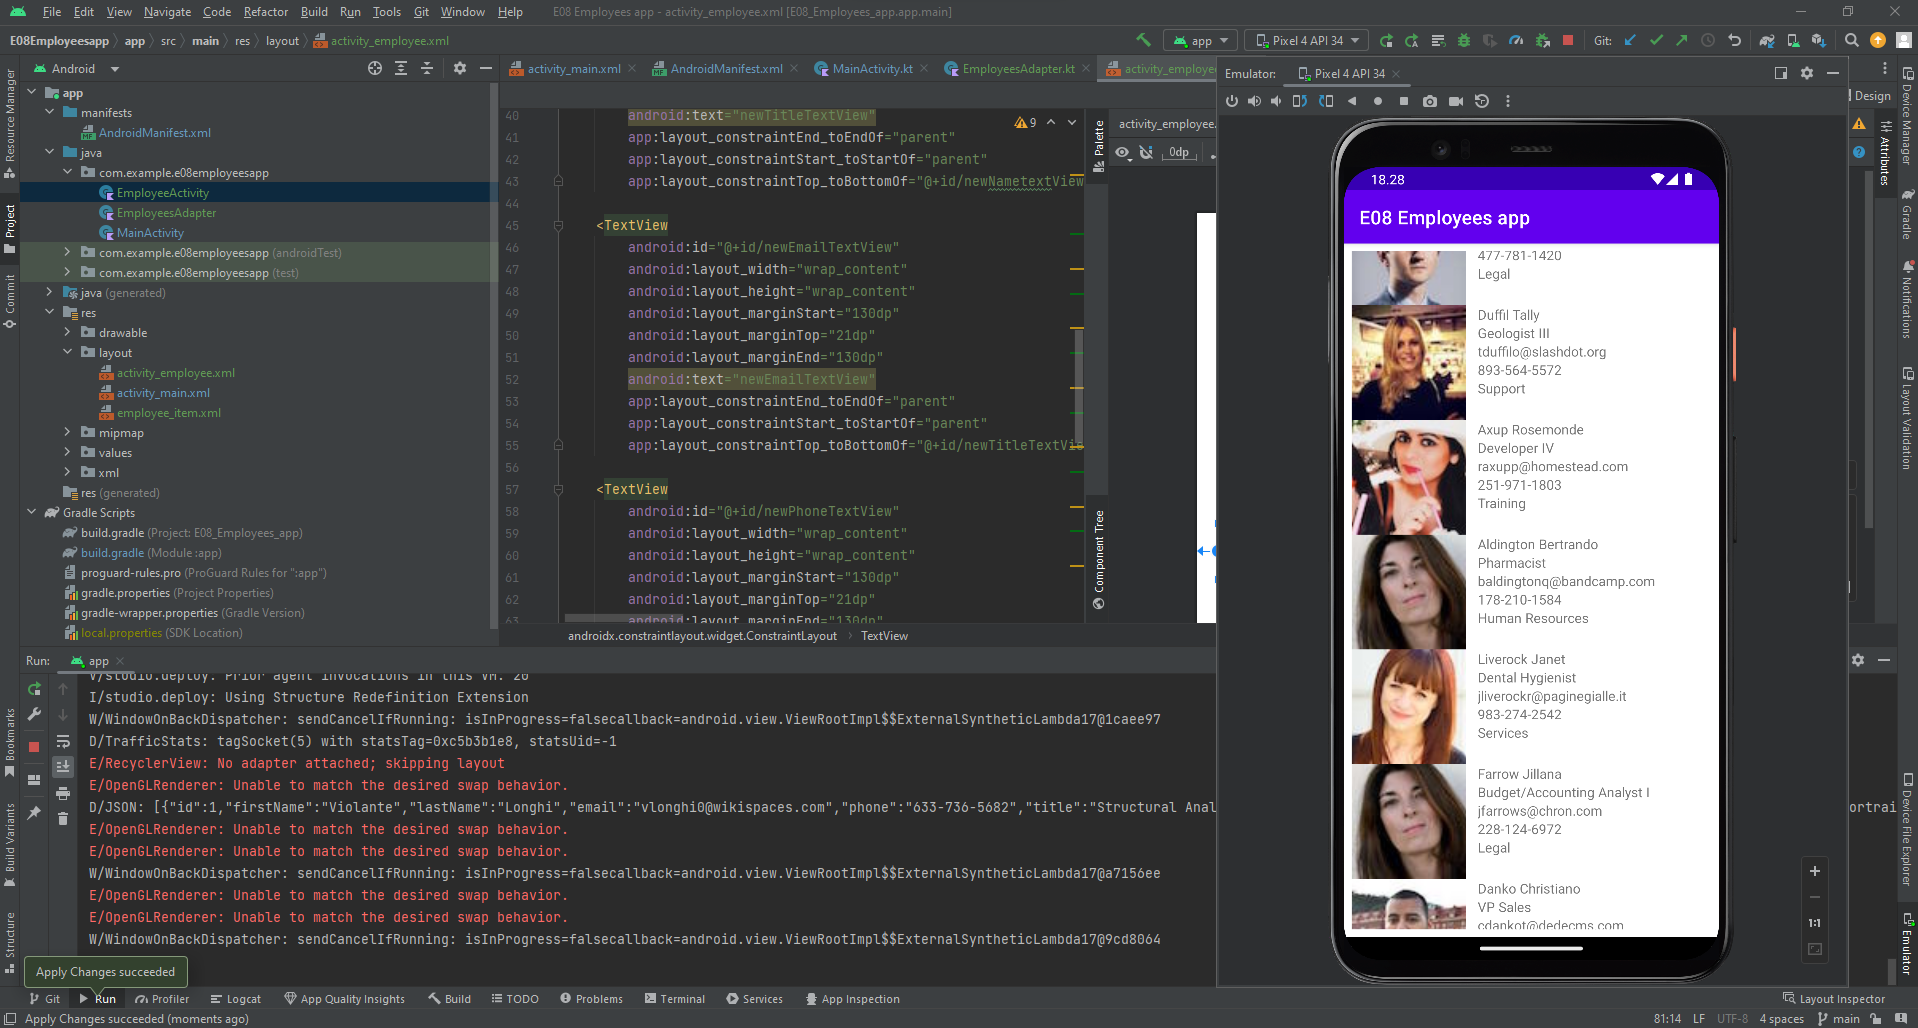 File Edit View Navigate Code Refactor Build Run Tools Git Window Help E08 Employees app - activity_employee.xml [E08_Employees_app.app.main]
E08Employeesapp app src main res layout activity_employee.xml app Pixel 4 API 34 Git:
Android
activity_main.xml AndroidManifest.xml MainActivity.kt EmployeesAdapter.kt activity_employe
Resource Manager
Project
Commit
Bookmarks
Build Variants
Structure
app
manifests
AndroidManifest.xml
java
com.example.e08employeesapp
EmployeeActivity
EmployeesAdapter
MainActivity
com.example.e08employeesapp (androidTest)
com.example.e08employeesapp (test)
java (generated)
res
drawable
layout
activity_employee.xml
activity_main.xml
employee_item.xml
mipmap
values
xml
res (generated)
Gradle Scripts
build.gradle (Project: E08_Employees_app)
build.gradle (Module :app)
proguard-rules.pro (ProGuard Rules for ":app")
gradle.properties (Project Properties)
gradle-wrapper.properties (Gradle Version)
local.properties (SDK Location)
9
40 android:text="newTitleTextView"
41 app:layout_constraintEnd_toEndOf="parent"
42 app:layout_constraintStart_toStartOf="parent"
43 app:layout_constraintTop_toBottomOf="@+id/newNametextView
44
45 <TextView
46 android:id="@+id/newEmailTextView"
47 android:layout_width="wrap_content"
48 android:layout_height="wrap_content"
49 android:layout_marginStart="130dp"
50 android:layout_marginTop="21dp"
51 android:layout_marginEnd="130dp"
52 android:text="newEmailTextView"
53 app:layout_constraintEnd_toEndOf="parent"
54 app:layout_constraintStart_toStartOf="parent"
55 app:layout_constraintTop_toBottomOf="@+id/newTitleTextVie
56
57 <TextView
58 android:id="@+id/newPhoneTextView"
59 android:layout_width="wrap_content"
60 android:layout_height="wrap_content"
61 android:layout_marginStart="130dp"
62 android:layout_marginTop="21dp"
63 android:layout_marginEnd="130dp"
androidx.constraintlayout.widget.ConstraintLayout TextView
Palette
Component Tree
activity_employee.
0dp
Design
Emulator: Pixel 4 API 34
18.28
E08 Employees app
477-781-1420
Legal
Duffil Tally
Geologist III
tduffilo@slashdot.org
893-564-5572
Support
Axup Rosemonde
Developer IV
raxupp@homestead.com
251-971-1803
Training
Aldington Bertrando
Pharmacist
baldingtonq@bandcamp.com
178-210-1584
Human Resources
Liverock Janet
Dental Hygienist
jliverockr@paginegialle.it
983-274-2542
Services
Farrow Jillana
Budget/Accounting Analyst I
jfarrows@chron.com
228-124-6972
Legal
Danko Christiano
VP Sales
cdankot@dedecms.com
1:1
Device Manager
Attributes
Gradle
Notifications
Layout Validation
Device File Explorer
Emulator
Run: app
V/studio.deploy: Prior agent invocations in this VM: 20
I/studio.deploy: Using Structure Redefinition Extension
W/WindowOnBackDispatcher: sendCancelIfRunning: isInProgress=falsecallback=android.view.ViewRootImpl$$ExternalSyntheticLambda17@1caee97
D/TrafficStats: tagSocket(5) with statsTag=0xc5b3b1e8, statsUid=-1
E/RecyclerView: No adapter attached; skipping layout
E/OpenGLRenderer: Unable to match the desired swap behavior.
D/JSON: [{"id":1,"firstName":"Violante","lastName":"Longhi","email":"vlonghi0@wikispaces.com","phone":"633-736-5682","title":"Structural Anal ortrai
E/OpenGLRenderer: Unable to match the desired swap behavior.
E/OpenGLRenderer: Unable to match the desired swap behavior.
W/WindowOnBackDispatcher: sendCancelIfRunning: isInProgress=falsecallback=android.view.ViewRootImpl$$ExternalSyntheticLambda17@a7156ee
E/OpenGLRenderer: Unable to match the desired swap behavior.
E/OpenGLRenderer: Unable to match the desired swap behavior.
W/WindowOnBackDispatcher: sendCancelIfRunning: isInProgress=falsecallback=android.view.ViewRootImpl$$ExternalSyntheticLambda17@9cd8064
Apply Changes succeeded
Git Run Profiler Logcat App Quality Insights Build TODO Problems Terminal Services App Inspection Layout Inspector
Apply Changes succeeded (moments ago) 81:14 LF UTF-8 4 spaces main